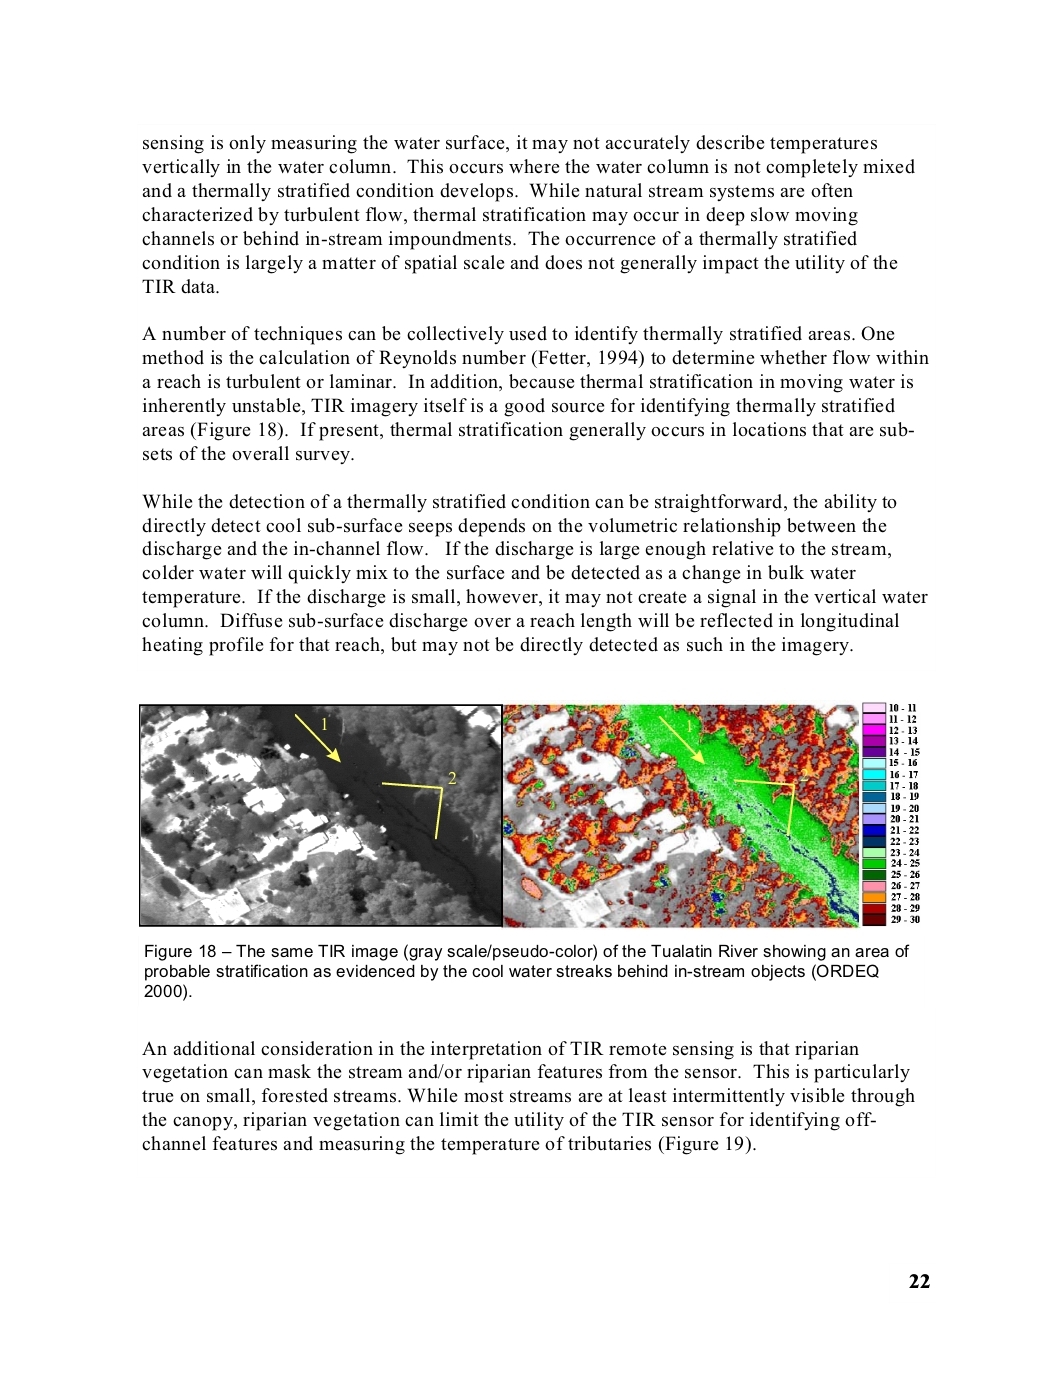 sensing is only measuring the water surface, it may not accurately describe temperatures
vertically in the water column.  This occurs where the water column is not completely mixed
and a thermally stratified condition develops.  While natural stream systems are often
characterized by turbulent flow, thermal stratification may occur in deep slow moving
channels or behind in-stream impoundments.  The occurrence of a thermally stratified
condition is largely a matter of spatial scale and does not generally impact the utility of the
TIR data.
A number of techniques can be collectively used to identify thermally stratified areas. One
method is the calculation of Reynolds number (Fetter, 1994) to determine whether flow within
a reach is turbulent or laminar.  In addition, because thermal stratification in moving water is
inherently unstable, TIR imagery itself is a good source for identifying thermally stratified
areas (Figure 18).  If present, thermal stratification generally occurs in locations that are sub-
sets of the overall survey.
While the detection of a thermally stratified condition can be straightforward, the ability to
directly detect cool sub-surface seeps depends on the volumetric relationship between the
discharge and the in-channel flow.   If the discharge is large enough relative to the stream,
colder water will quickly mix to the surface and be detected as a change in bulk water
temperature.  If the discharge is small, however, it may not create a signal in the vertical water
column.  Diffuse sub-surface discharge over a reach length will be reflected in longitudinal
heating profile for that reach, but may not be directly detected as such in the imagery.
1
2
1
2
10 - 11
11 - 12
12 - 13
13 - 14
14 - 15
15 - 16
16 - 17
17 - 18
18 - 19
19 - 20
20 - 21
21 - 22
22 - 23
23 - 24
24 - 25
25 - 26
26 - 27
27 - 28
28 - 29
29 - 30
Figure 18 – The same TIR image (gray scale/pseudo-color) of the Tualatin River showing an area of
probable stratification as evidenced by the cool water streaks behind in-stream objects (ORDEQ
2000).
An additional consideration in the interpretation of TIR remote sensing is that riparian
vegetation can mask the stream and/or riparian features from the sensor.  This is particularly
true on small, forested streams. While most streams are at least intermittently visible through
the canopy, riparian vegetation can limit the utility of the TIR sensor for identifying off-
channel features and measuring the temperature of tributaries (Figure 19).
22